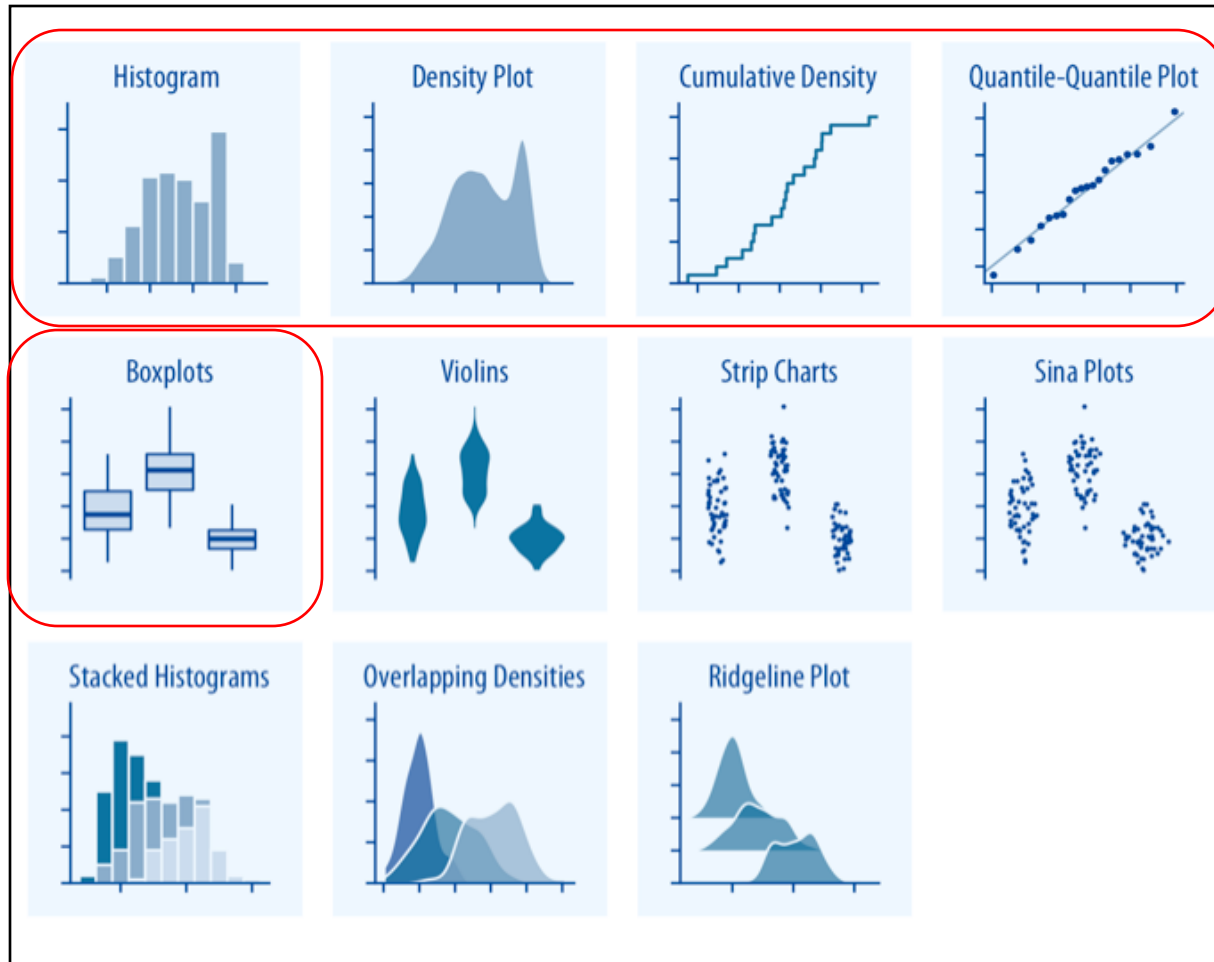 Histogram
Density Plot
Cumulative Density
Quantile-Quantile Plot
Boxplots
Violins
Strip Charts
Sina Plots
Stacked Histograms
Overlapping Densities
Ridgeline Plot